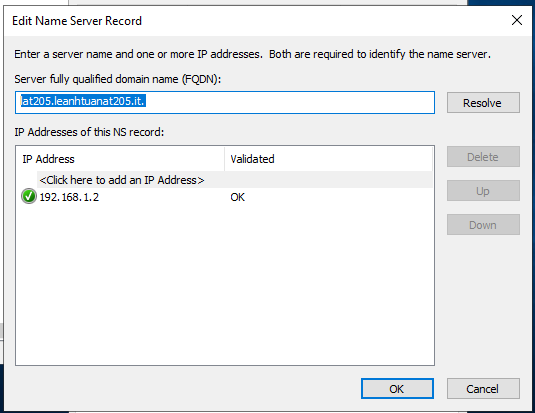 Edit Name Server Record
Enter a server name and one or more IP addresses. Both are required to identify the name server.
Server fully qualified domain name (FQDN):
lat205.leanhtuanat205.it.
Resolve
IP Addresses of this NS record:
IP Address Validated
<Click here to add an IP Address>
192.168.1.2 OK
Delete
Up
Down
OK
Cancel